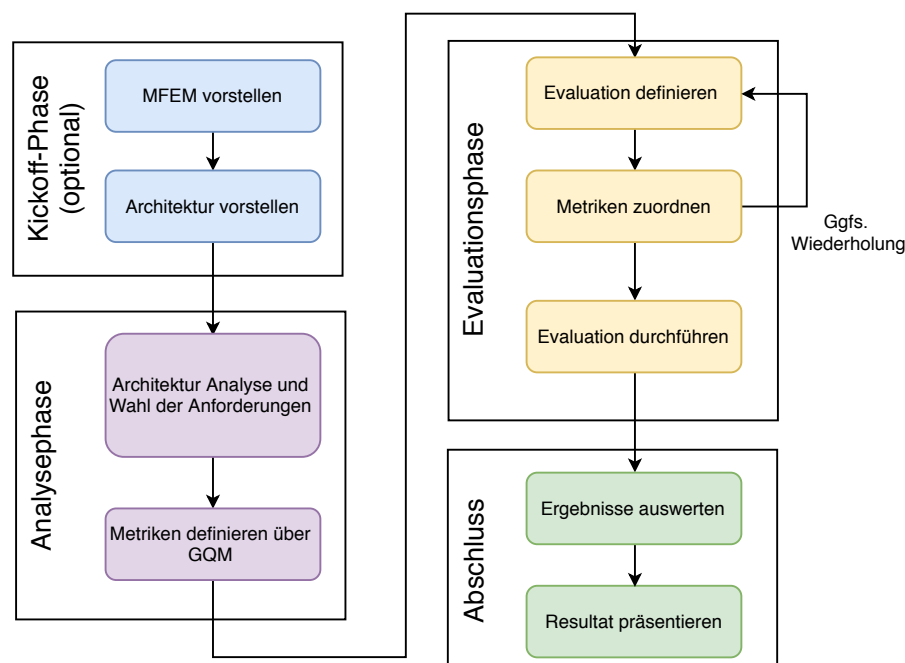 Kickoff-Phase
(optional)
MFEM vorstellen
Architektur vorstellen
Analysephase
Architektur Analyse und
Wahl der Anforderungen
Metriken definieren über
GQM
Evaluationsphase
Evaluation definieren
Metriken zuordnen
Ggfs.
Wiederholung
Evaluation durchführen
Abschluss
Ergebnisse auswerten
Resultat präsentieren